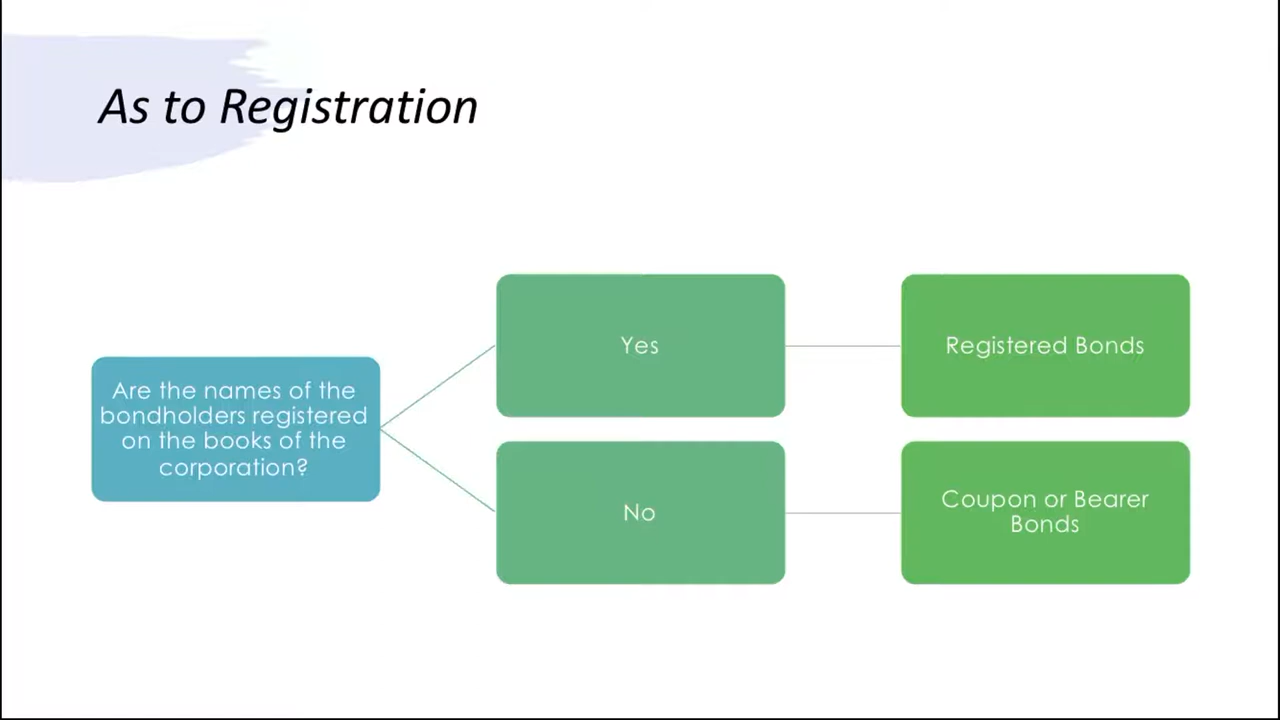 As to Registration
Are the names of the
bondholders registered
on the books of the
corporation?
Yes
Registered Bonds
No
Coupon or Bearer
Bonds